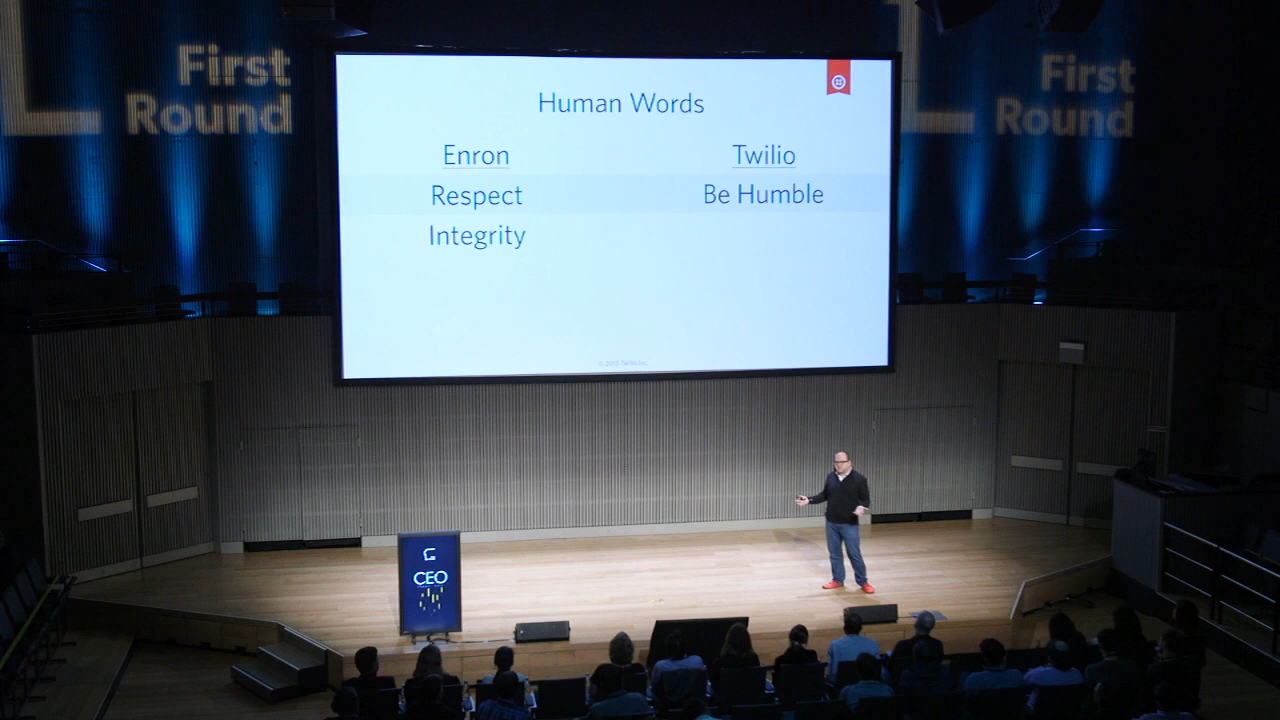 First
Round
First
Round
Human Words
Enron
Twilio
Respect
Be Humble
Integrity
CEO